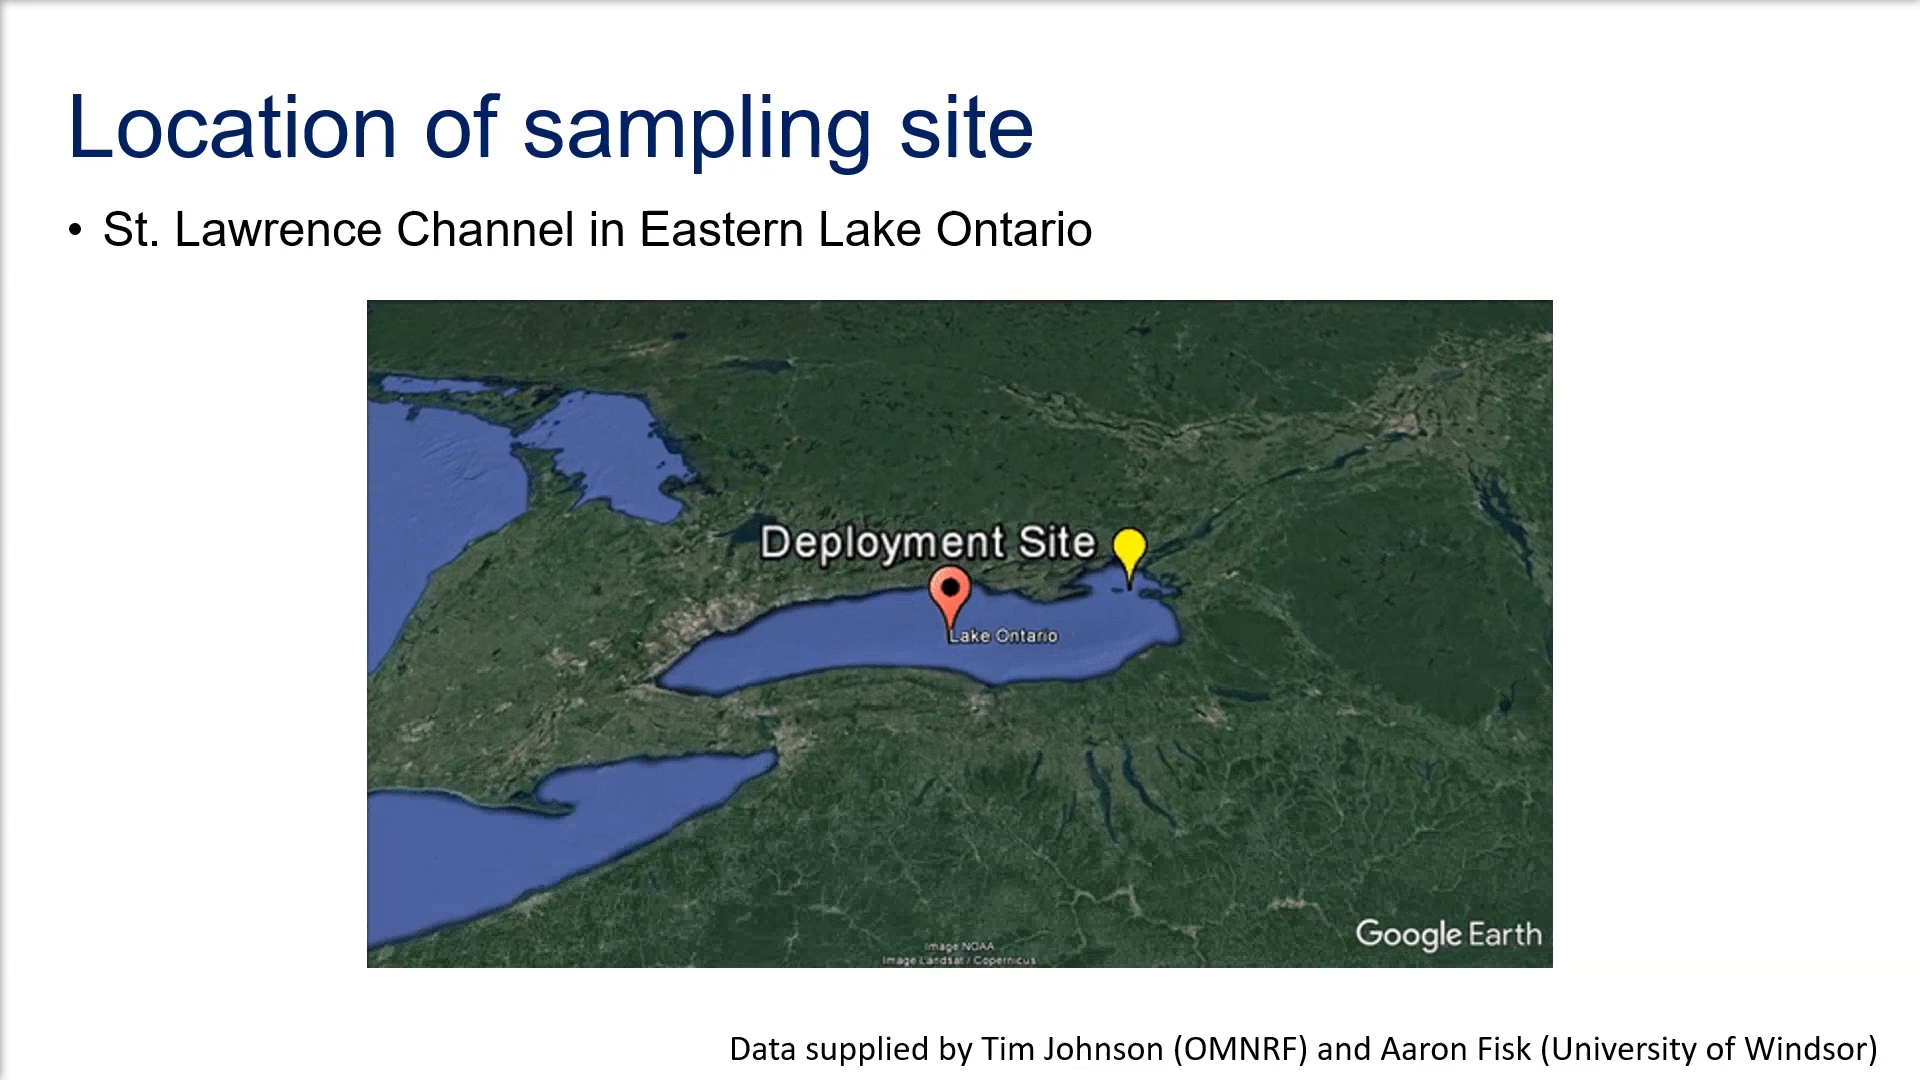 Location of sampling site
• St. Lawrence Channel in Eastern Lake Ontario
Deployment Site
Lake Ontario
Google Earth
Image NOAA
Image Landsat / Copernicus
Data supplied by Tim Johnson (OMNRF) and Aaron Fisk (University of Windsor)